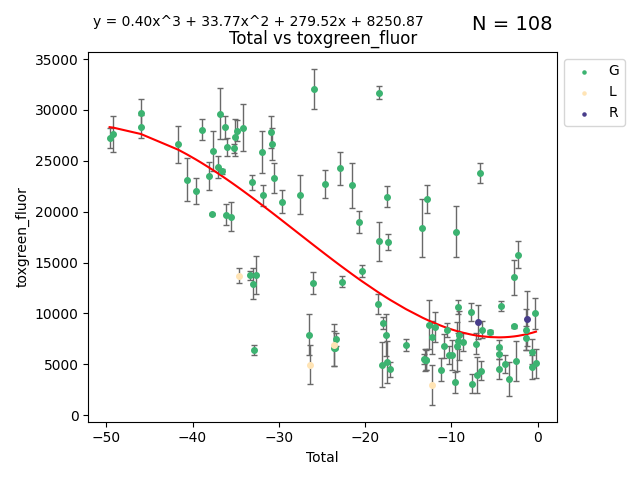 y = 0.40x^3 + 33.77x^2 + 279.52x + 8250.87
N = 108
Total vs toxgreen_fluor
35000
30000
25000
20000
15000
10000
5000
0
toxgreen_fluor
−50
−40
−30
−20
−10
0
Total
G
L
R